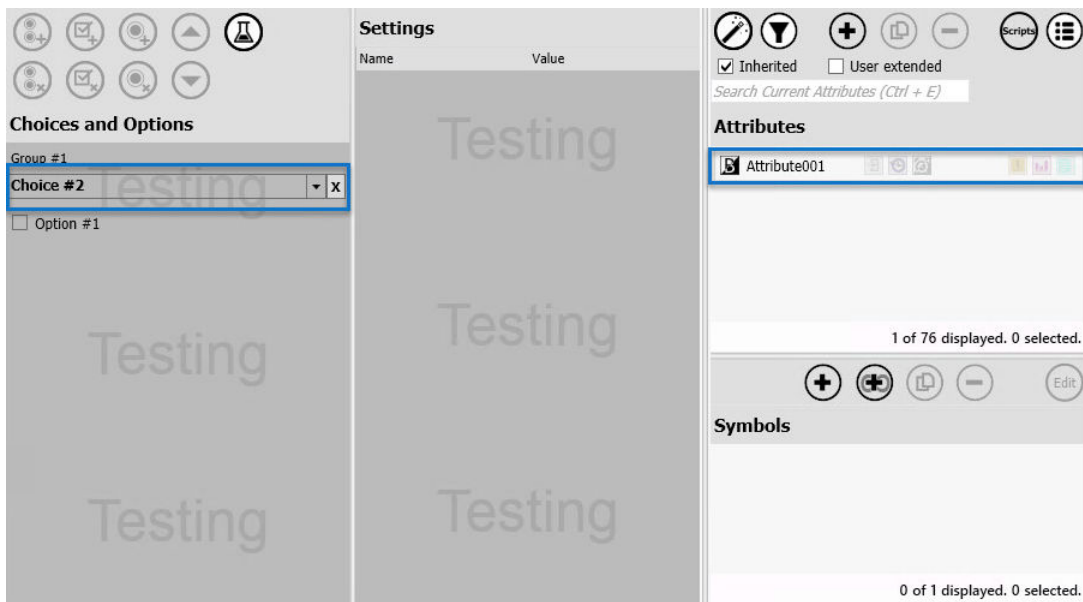 Choices and Options
Group #1
Choice #2
x
Option #1
Testing
Testing
Testing
Settings
Name Value
Testing
Testing
Testing
Scripts
Inherited User extended
Search Current Attributes (Ctrl + E)
Attributes
Attribute001
1 of 76 displayed. 0 selected.
Edit
Symbols
0 of 1 displayed. 0 selected.